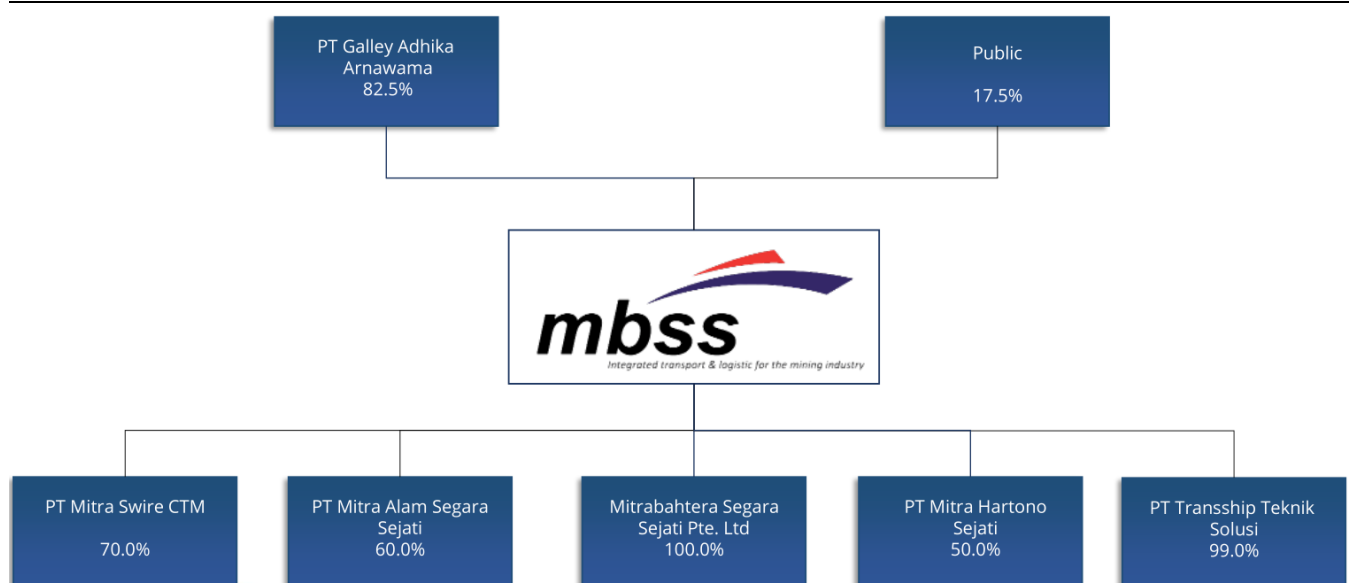 PT Galley Adhika
Arnawama
82.5%
Public
17.5%
mbss
Integrated transport & logistic for the mining industry
PT Mitra Swire CTM
70.0%
PT Mitra Alam Segara
Sejati
60.0%
Mitrabahtera Segara
Sejati Pte. Ltd
100.0%
PT Mitra Hartono
Sejati
50.0%
PT Transship Teknik
Solusi
99.0%